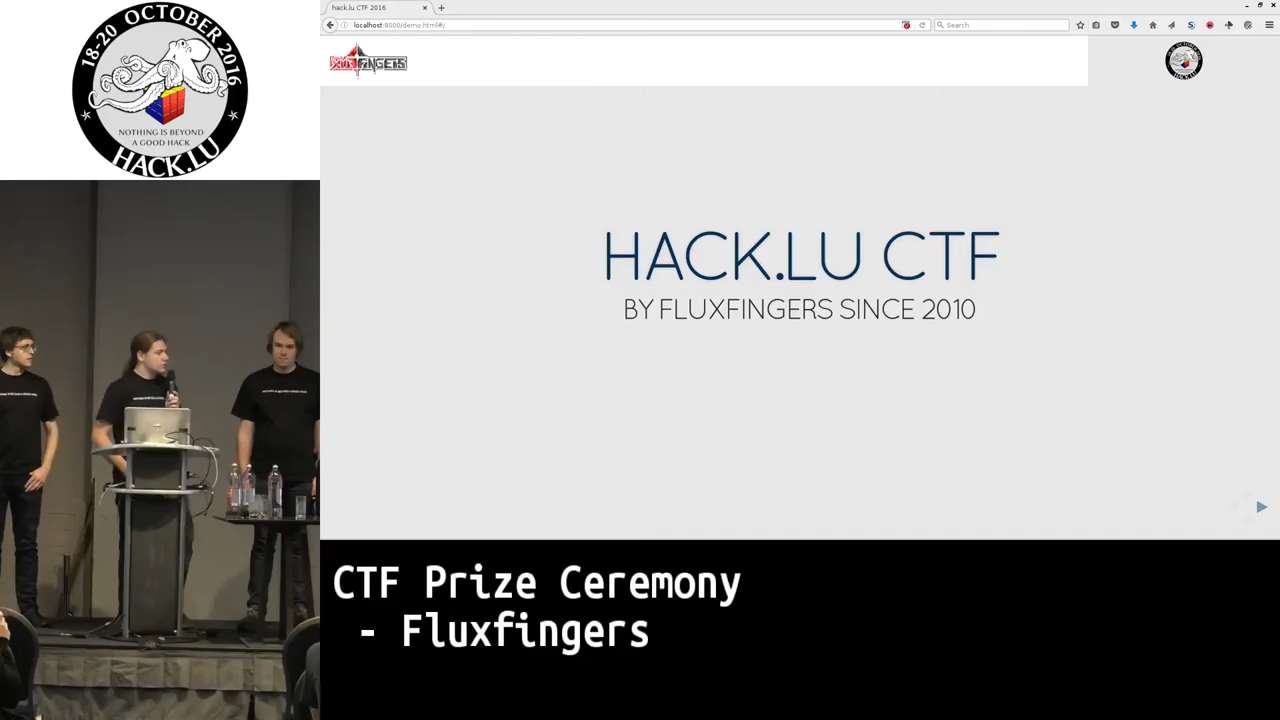 18-20 OCTOBER 2016
NOTHING IS BEYOND
A GOOD HACK
HACK.LU
hack.lu CTF 2016
localhost:8000/demo.html#/
Search
FLUXFINGERS
HACK.LU CTF
BY FLUXFINGERS SINCE 2010
CTF Prize Ceremony
- Fluxfingers